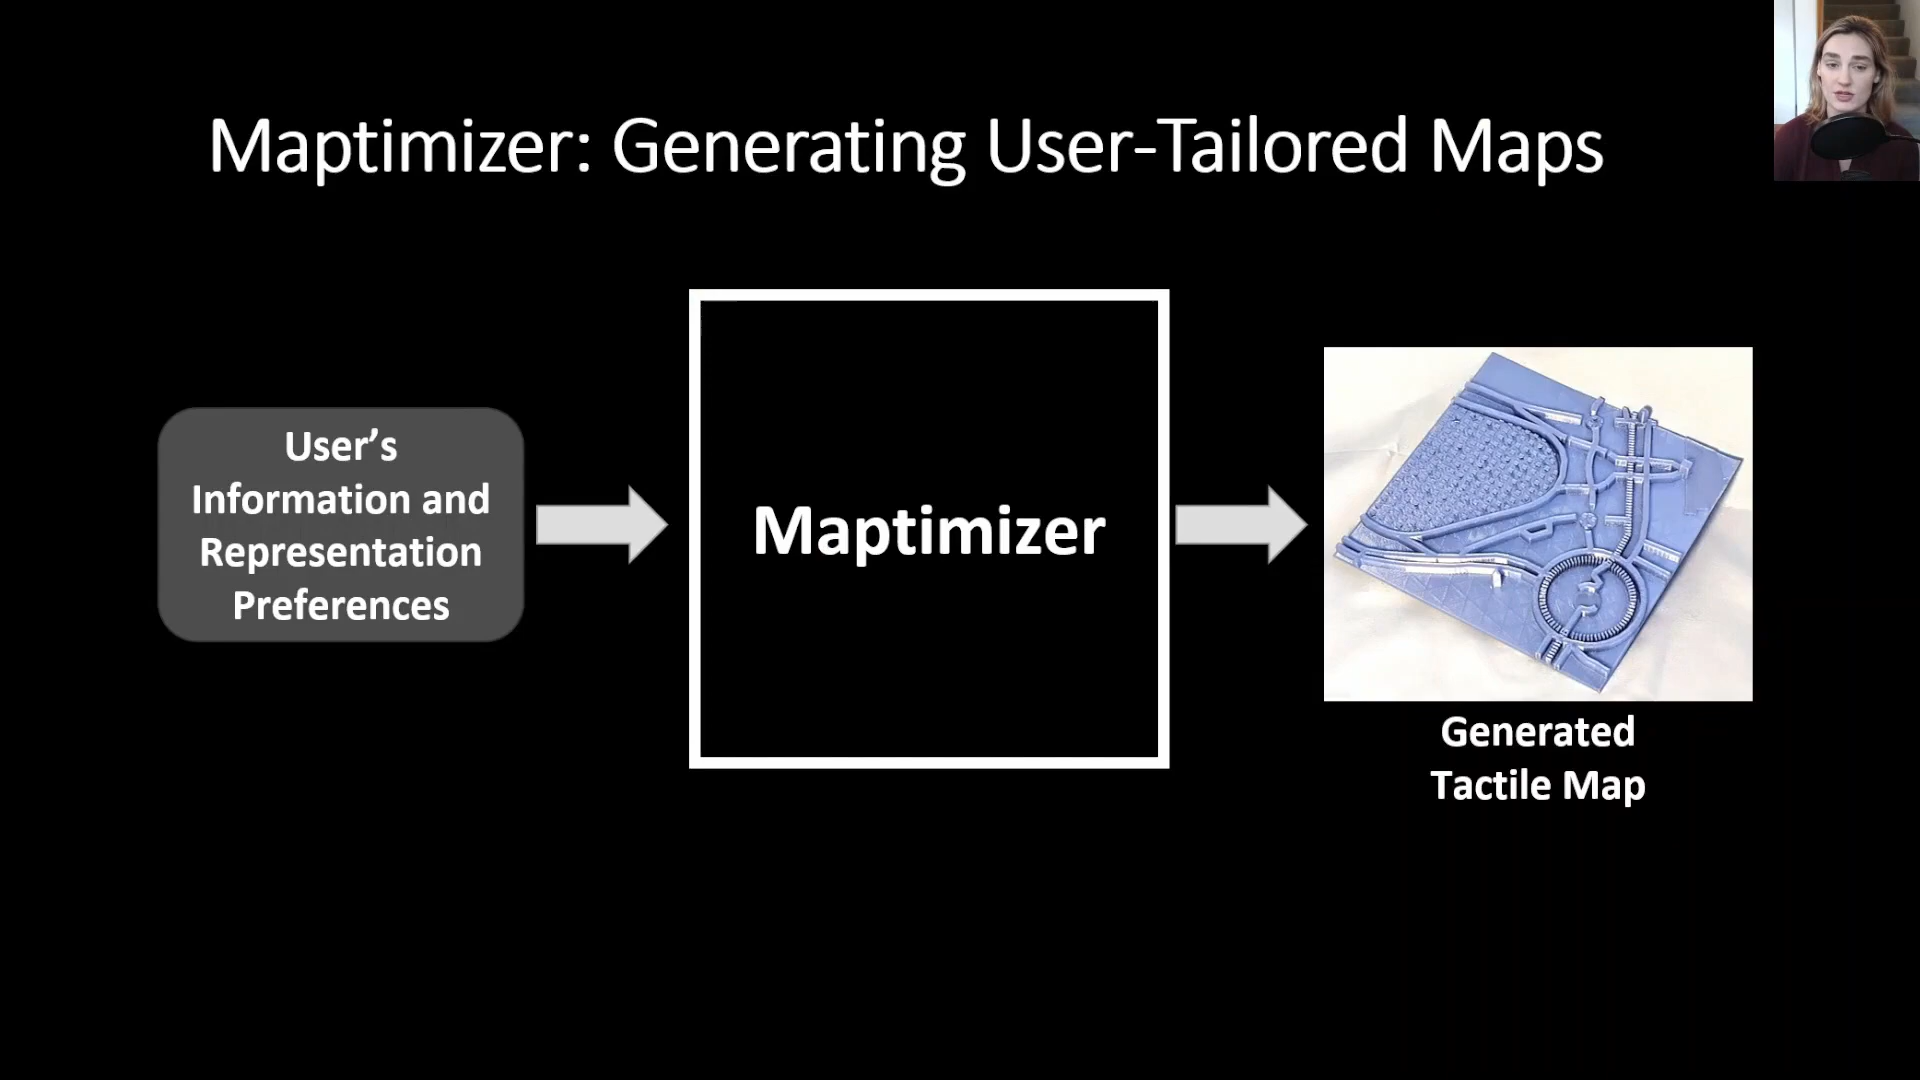 Maptimizer: Generating User-Tailored Maps
User’s
Information and
Representation
Preferences
Maptimizer
Generated
Tactile Map